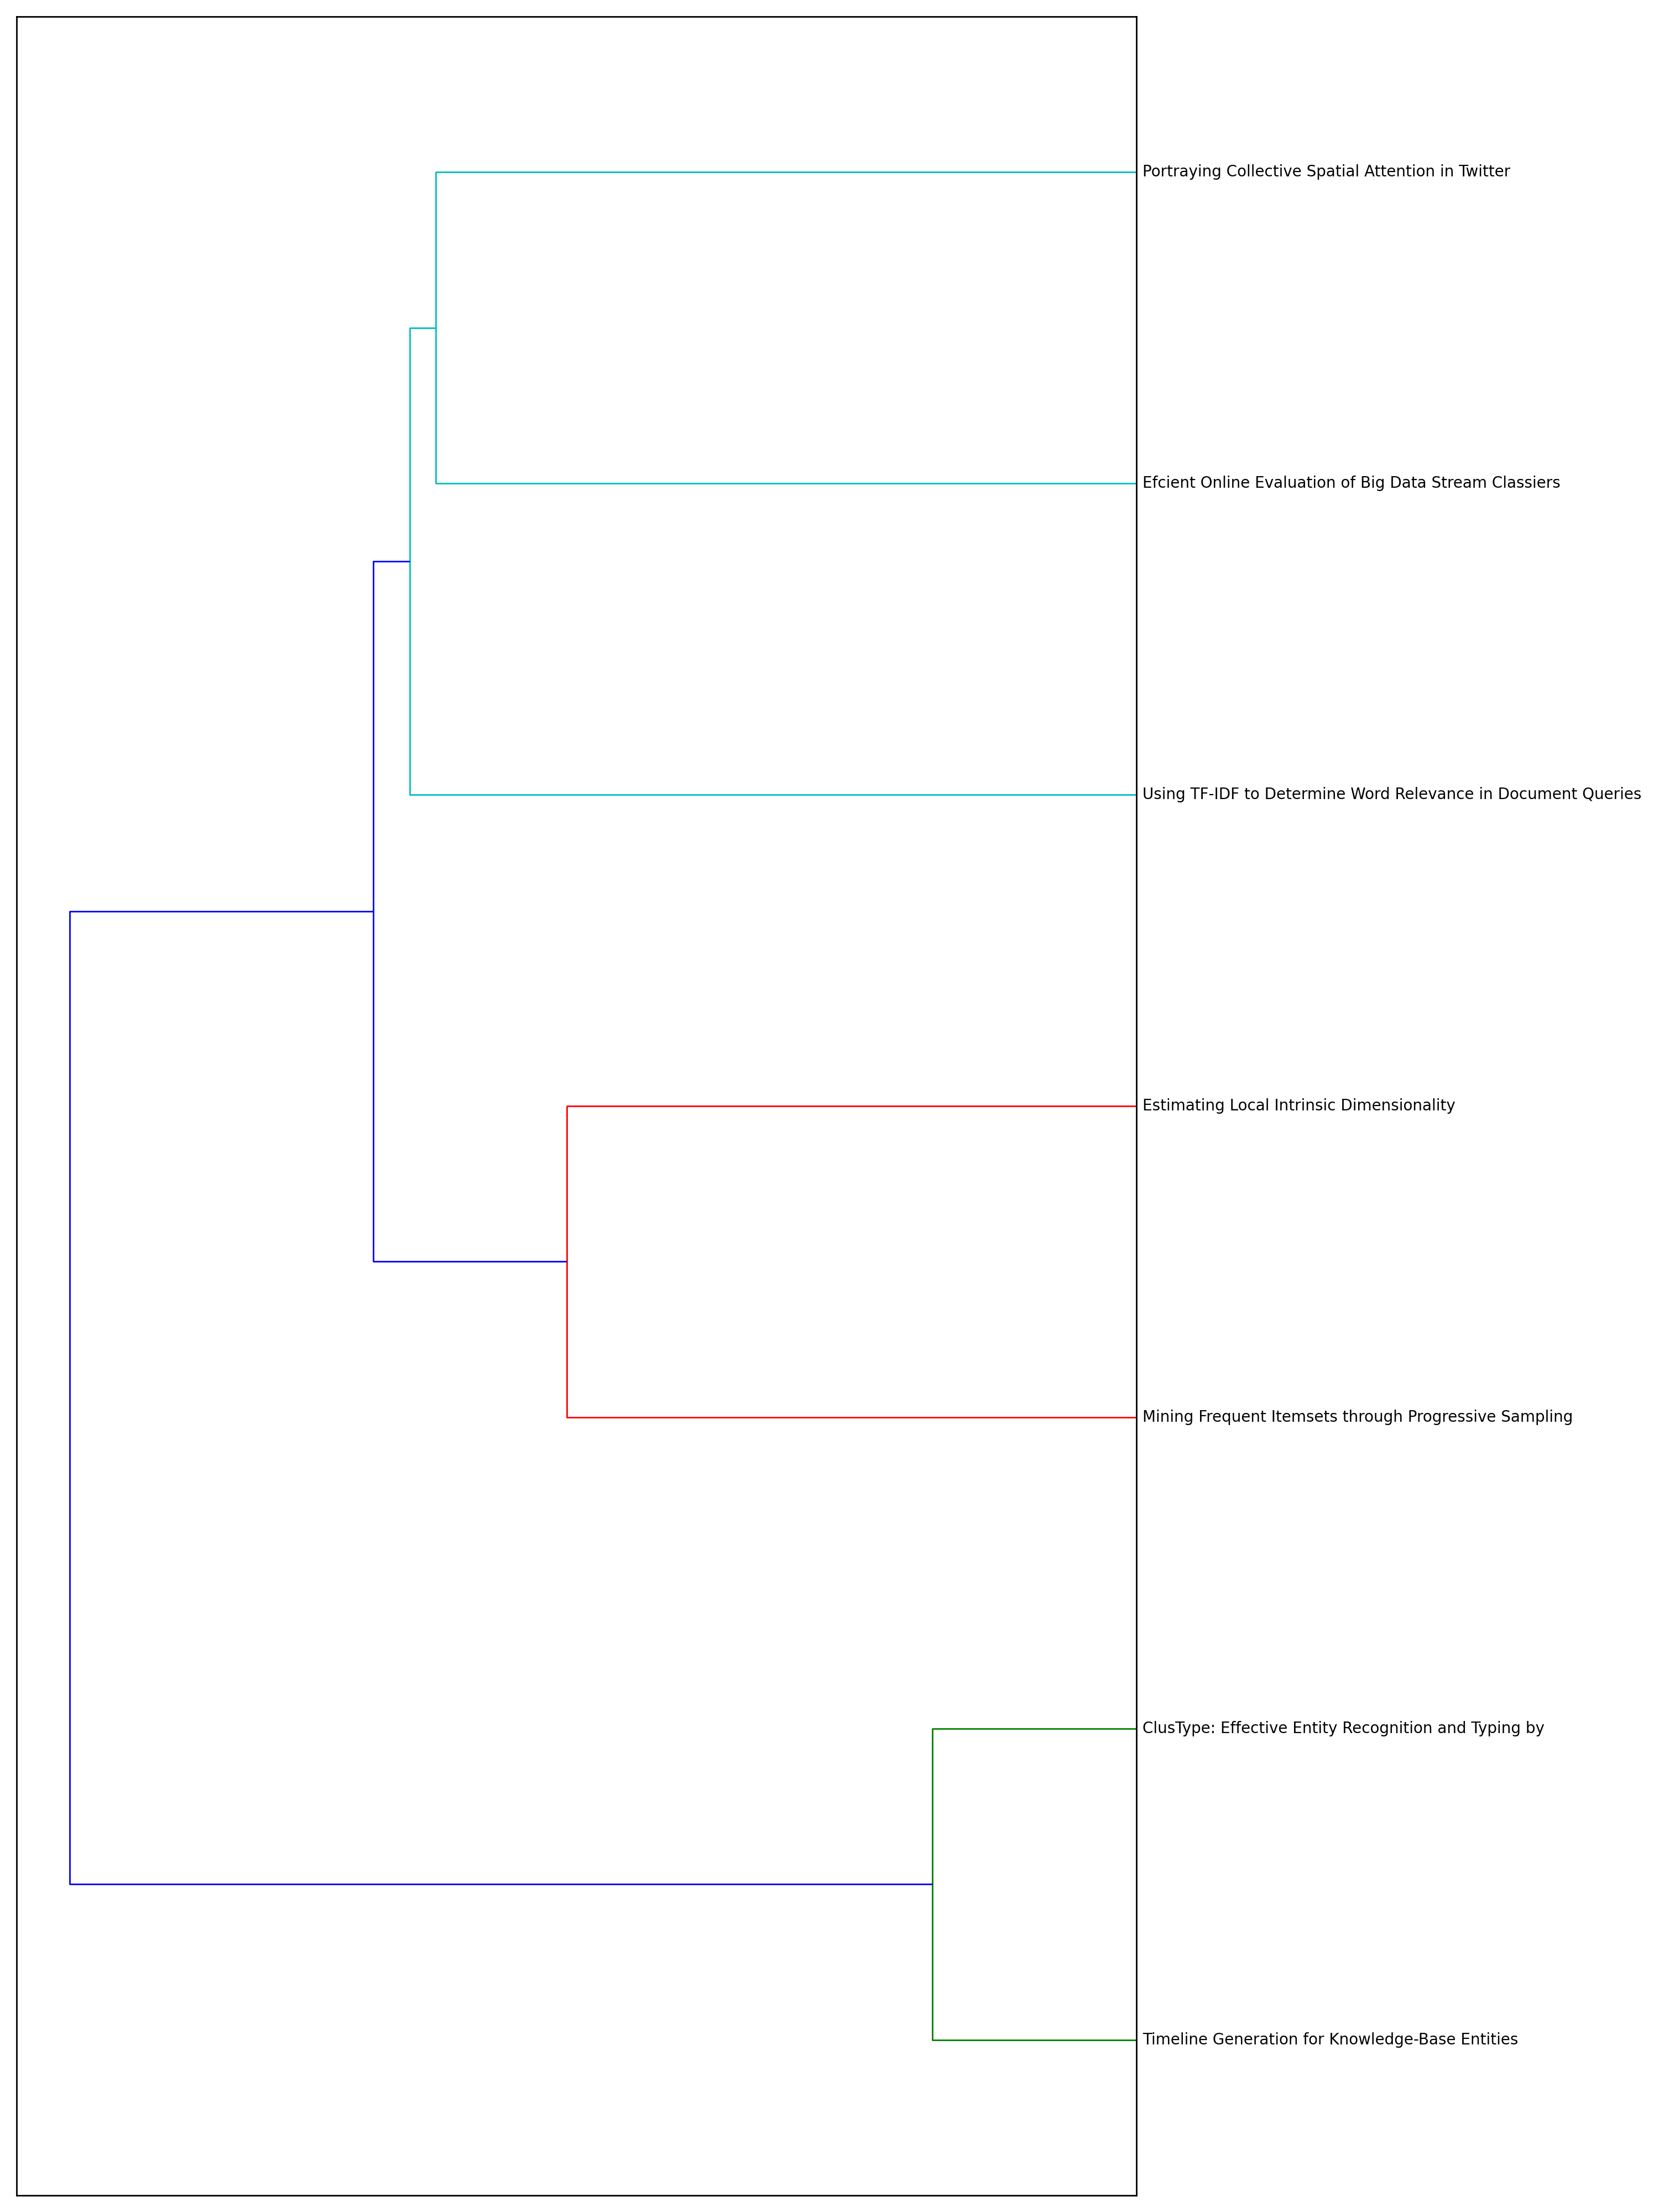 Portraying Collective Spatial Attention in Twitter
Efcient Online Evaluation of Big Data Stream Classiers
Using TF-IDF to Determine Word Relevance in Document Queries
Estimating Local Intrinsic Dimensionality
Mining Frequent Itemsets through Progressive Sampling
ClusType: Effective Entity Recognition and Typing by
Timeline Generation for Knowledge-Base Entities